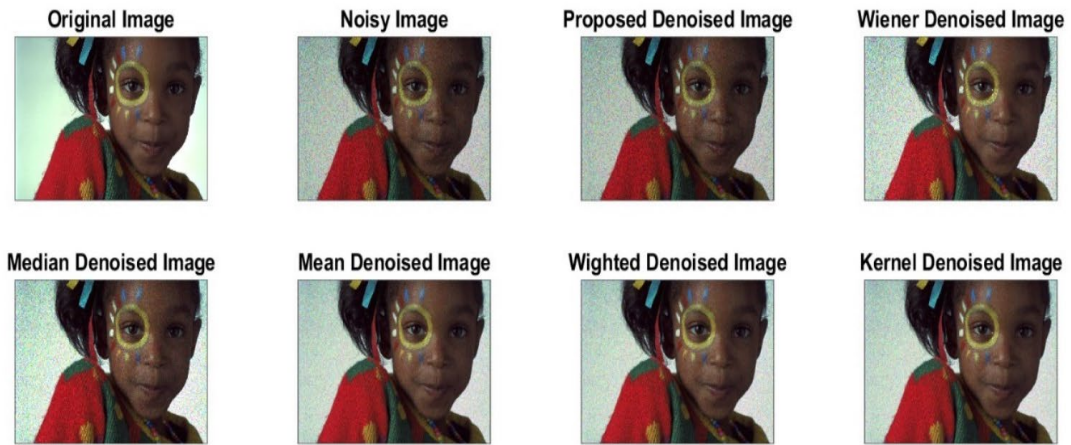 Original Image
Noisy Image
Proposed Denoised Image
Wiener Denoised Image
Median Denoised Image
Mean Denoised Image
Wighted Denoised Image
Kernel Denoised Image